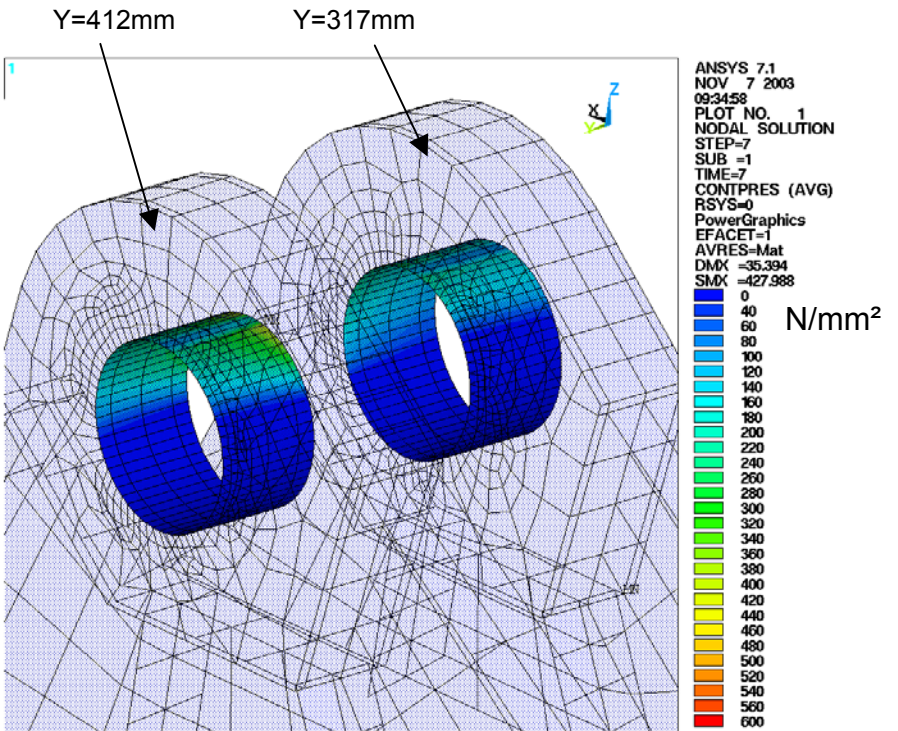 Y=412mm
Y=317mm
1
Z
X
Y
ANSYS 7.1
NOV 7 2003
09:34:58
PLOT NO. 1
NODAL SOLUTION
STEP=7
SUB =1
TIME=7
CONTPRES (AVG)
RSYS=0
PowerGraphics
EFACET=1
AVRES=Mat
DMX =35.394
SMX =427.988
0
40
60
80
100
120
140
160
180
200
220
240
260
280
300
320
340
360
380
400
420
440
460
480
500
520
540
560
600
N/mm²